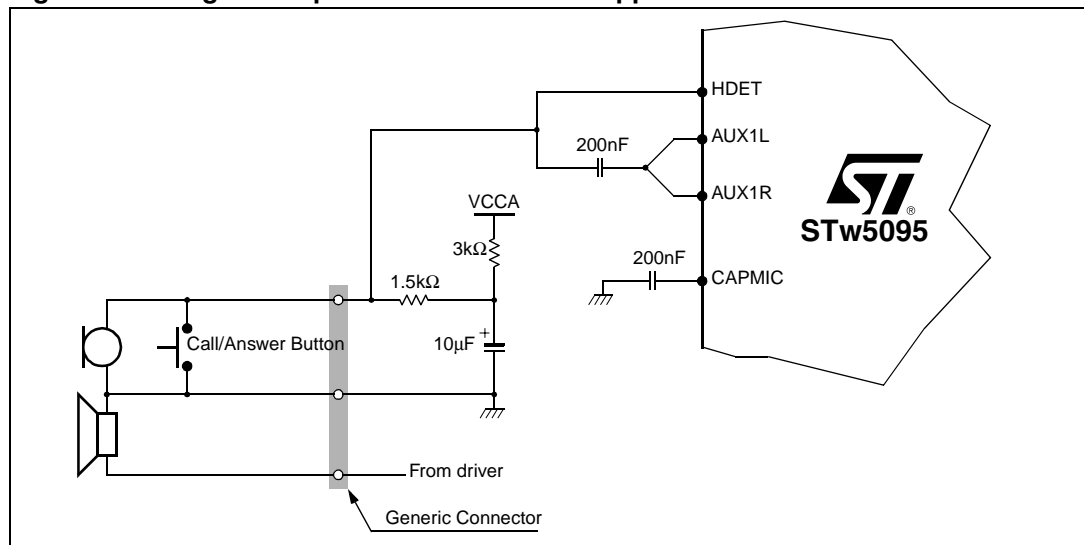 HDET
AUX1L
200nF
AUX1R
VCCA
ST
®
STw5095
3kΩ
200nF
CAPMIC
1.5kΩ
Call/Answer Button
10µF
+
From driver
Generic Connector